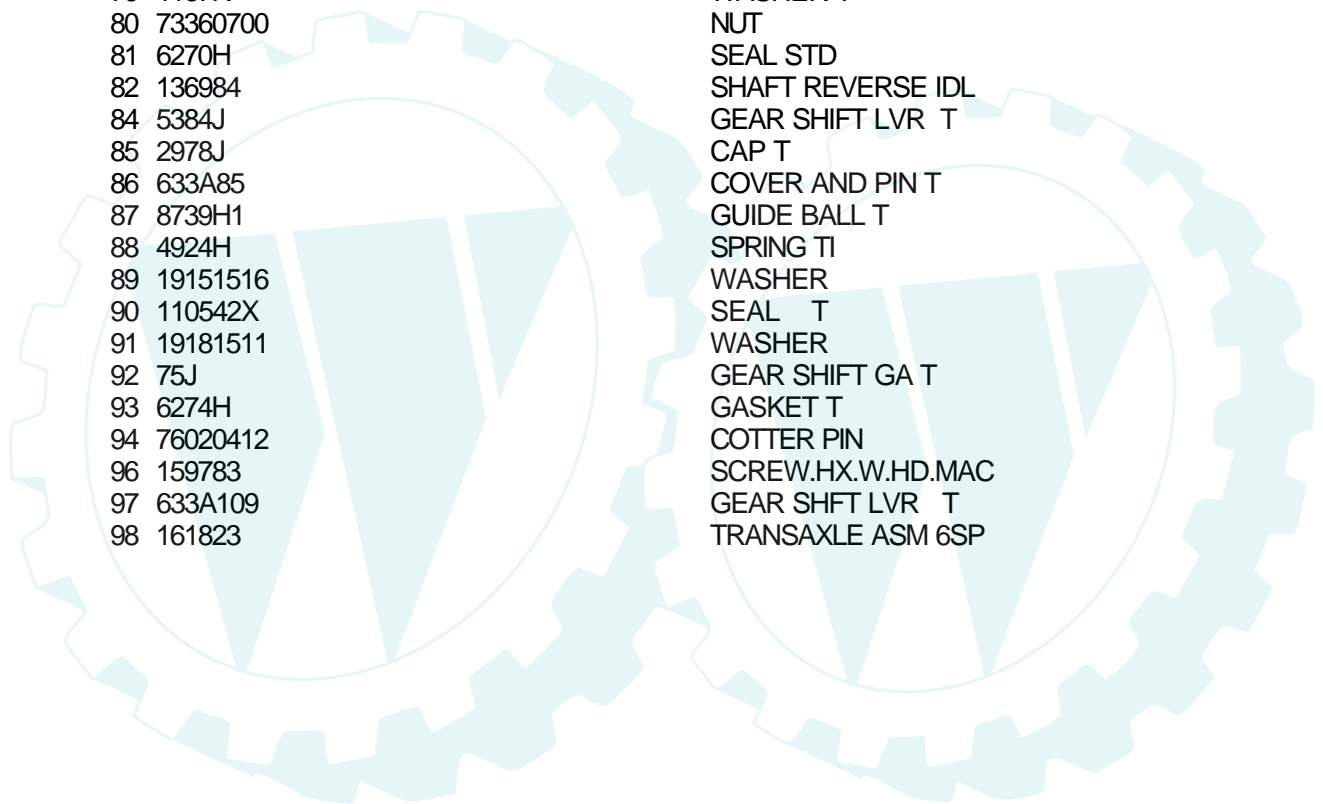 80 73360700 NUT
81 6270H SEAL STD
82 136984 SHAFT REVERSE IDL
84 5384J GEAR SHIFT LVR T
85 2978J CAP T
86 633A85 COVER AND PIN T
87 8739H1 GUIDE BALL T
88 4924H SPRING TI
89 19151516 WASHER
90 110542X SEAL T
91 19181511 WASHER
92 75J GEAR SHIFT GA T
93 6274H GASKET T
94 76020412 COTTER PIN
96 159783 SCREW.HX.W.HD.MAC
97 633A109 GEAR SHFT LVR T
98 161823 TRANSAXLE ASM 6SP